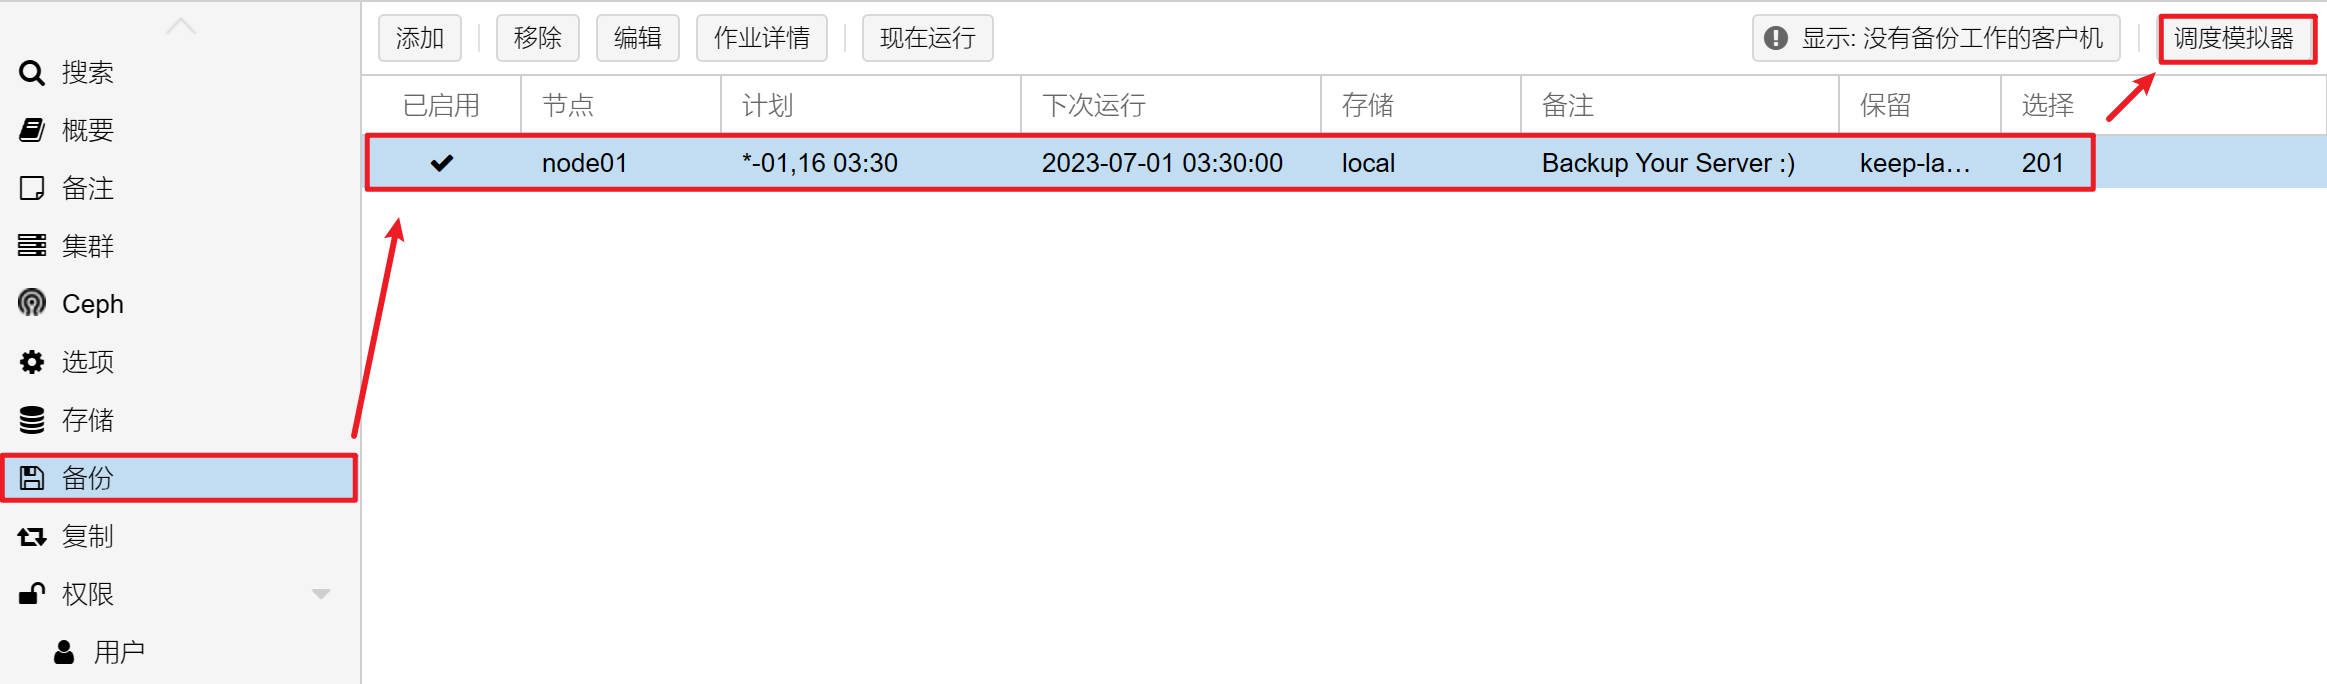 搜索
概要
备注
集群
Ceph
选项
存储
备份
复制
权限
用户
添加 移除 编辑 作业详情 现在运行 显示: 没有备份工作的客户机 调度模拟器
已启用 节点 计划 下次运行 存储 备注 保留 选择
node01 *-01,16 03:30 2023-07-01 03:30:00 local Backup Your Server :) keep-la… 201